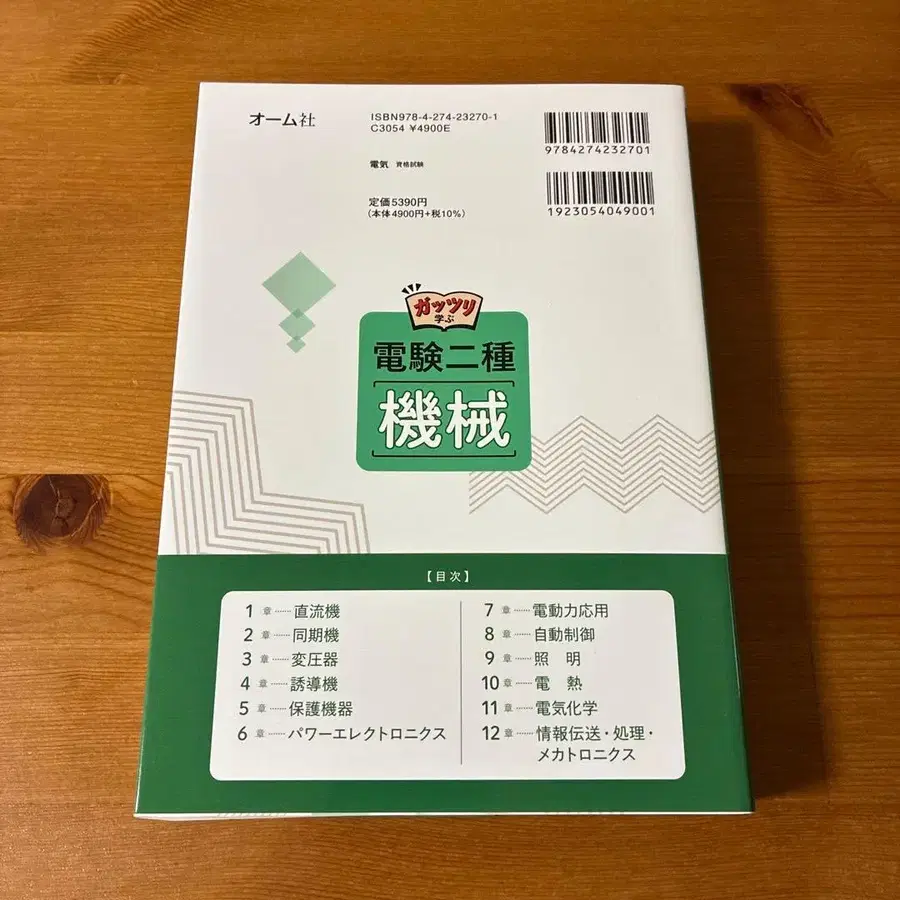 オーム社
ISBN978-4-274-23270-1
C3054 ¥4900E
9784274232701
電気 資格試験
1923054049001
定価5390円
(本体4900円+税10%)
ガッツリ
学ぶ
電験二種
機械
【目次】
1章……直流機
2章……同期機
3章……変圧器
4章……誘導機
5章……保護機器
6章……パワーエレクトロニクス
7章……電動力応用
8章……自動制御
9章……照 明
10章……電 熱
11章……電気化学
12章……情報伝送・処理・
メカトロニクス